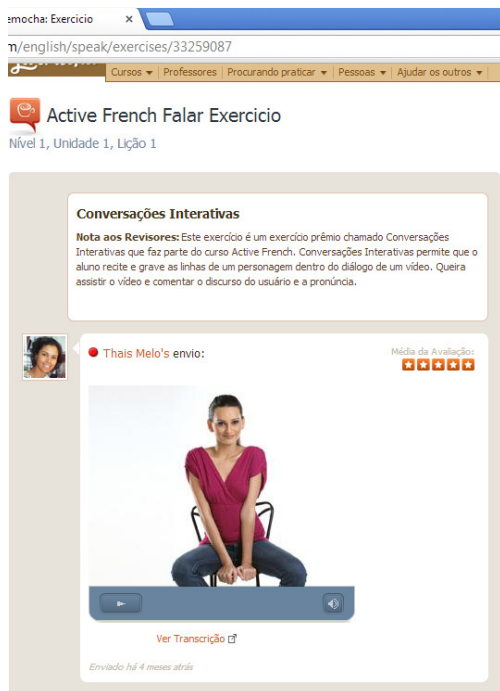 emocha: Exercicio ×
m/english/speak/exercises/33259087
Cursos Professores Procurando praticar Pessoas Ajudar os outros
Active French Falar Exercicio
Nível 1, Unidade 1, Lição 1
Conversações Interativas
Nota aos Revisores: Este exercício é um exercício prêmio chamado Conversações
Interativas que faz parte do curso Active French. Conversações Interativas permite que o
aluno recite e grave as linhas de um personagem dentro do diálogo de um vídeo. Queira
assistir o vídeo e comentar o discurso do usuário e a pronúncia.
Thais Melo's envio:
Média da Avaliação:
Ver Transcrição
Enviado há 4 meses atrás